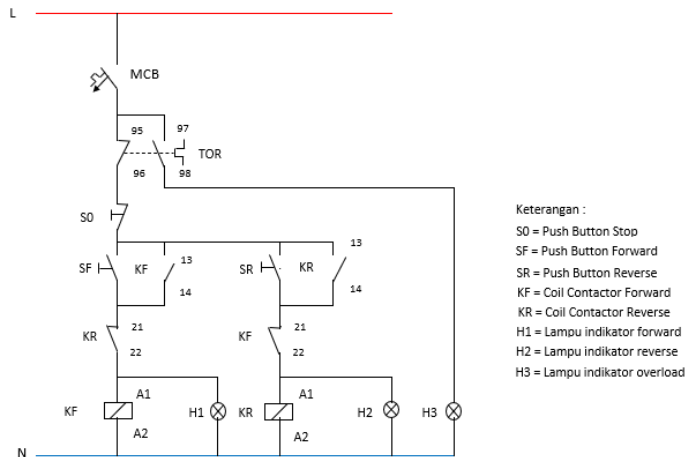 L
MCB
95
97
TOR
96
98
S0
SF
KF
13
14
SR
KR
13
14
KR
21
22
KF
21
22
KF
A1
A2
H1
KR
A1
A2
H2
H3
N
Keterangan :
S0 = Push Button Stop
SF = Push Button Forward
SR = Push Button Reverse
KF = Coil Contactor Forward
KR = Coil Contactor Reverse
H1 = Lampu indikator forward
H2 = Lampu indikator reverse
H3 = Lampu indikator overload